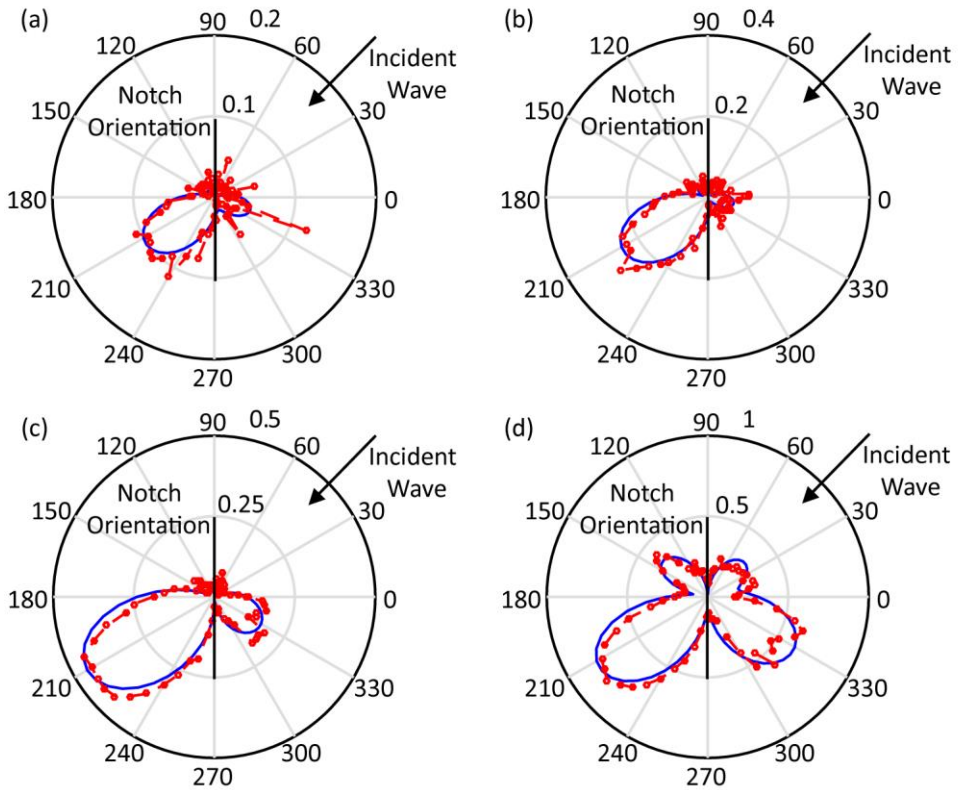 (a)
90
0.2
120
60
Incident
Wave
150
Notch
Orientation
0.1
30
180
0
210
330
240
300
270
(b)
90
0.4
120
60
Incident
Wave
150
Notch
Orientation
0.2
30
180
0
210
330
240
300
270
(c)
90
0.5
120
60
Incident
Wave
150
Notch
Orientation
0.25
30
180
0
210
330
240
300
270
(d)
90
1
120
60
Incident
Wave
150
Notch
Orientation
0.5
30
180
0
210
330
240
300
270